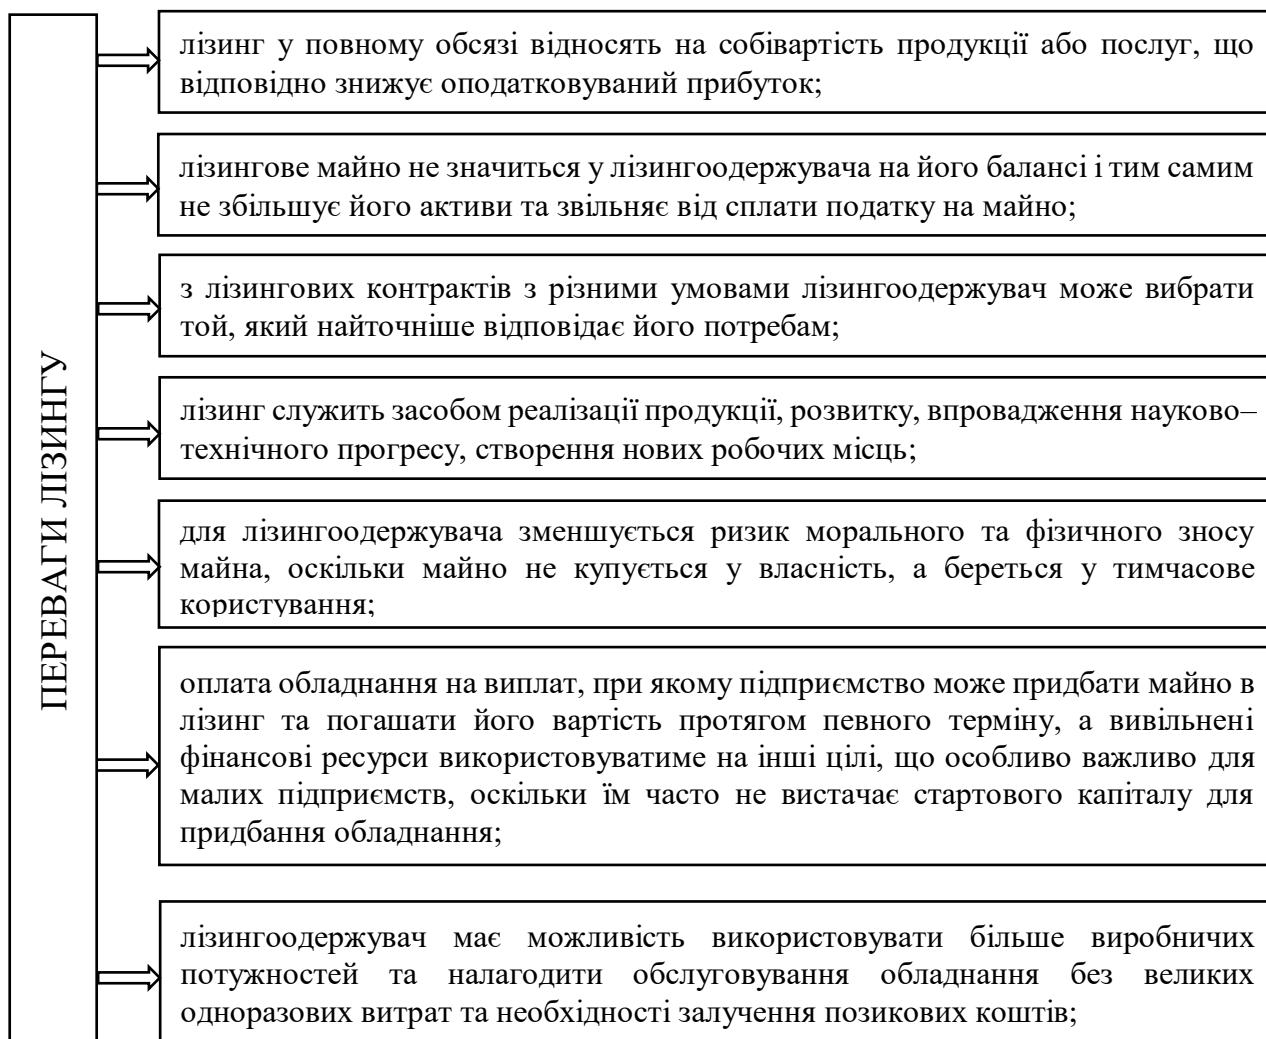 ПЕРЕВАГИ ЛІЗИНГУ
лізинг у повному обсязі відносять на собівартість продукції або послуг, що
відповідно знижує оподатковуваний прибуток;
лізингове майно не значиться у лізингоодержувача на його балансі і тим самим
не збільшує його активи та звільняє від сплати податку на майно;
з лізингових контрактів з різними умовами лізингоодержувач може вибрати
той, який найточніше відповідає його потребам;
лізинг служить засобом реалізації продукції, розвитку, впровадження науково–
технічного прогресу, створення нових робочих місць;
для лізингоодержувача зменшується ризик морального та фізичного зносу
майна, оскільки майно не купується у власність, а береться у тимчасове
користування;
оплата обладнання на виплат, при якому підприємство може придбати майно в
лізинг та погашати його вартість протягом певного терміну, а вивільнені
фінансові ресурси використовуватиме на інші цілі, що особливо важливо для
малих підприємств, оскільки їм часто не вистачає стартового капіталу для
придбання обладнання;
лізингоодержувач має можливість використовувати більше виробничих
потужностей та налагодити обслуговування обладнання без великих
одноразових витрат та необхідності залучення позикових коштів;